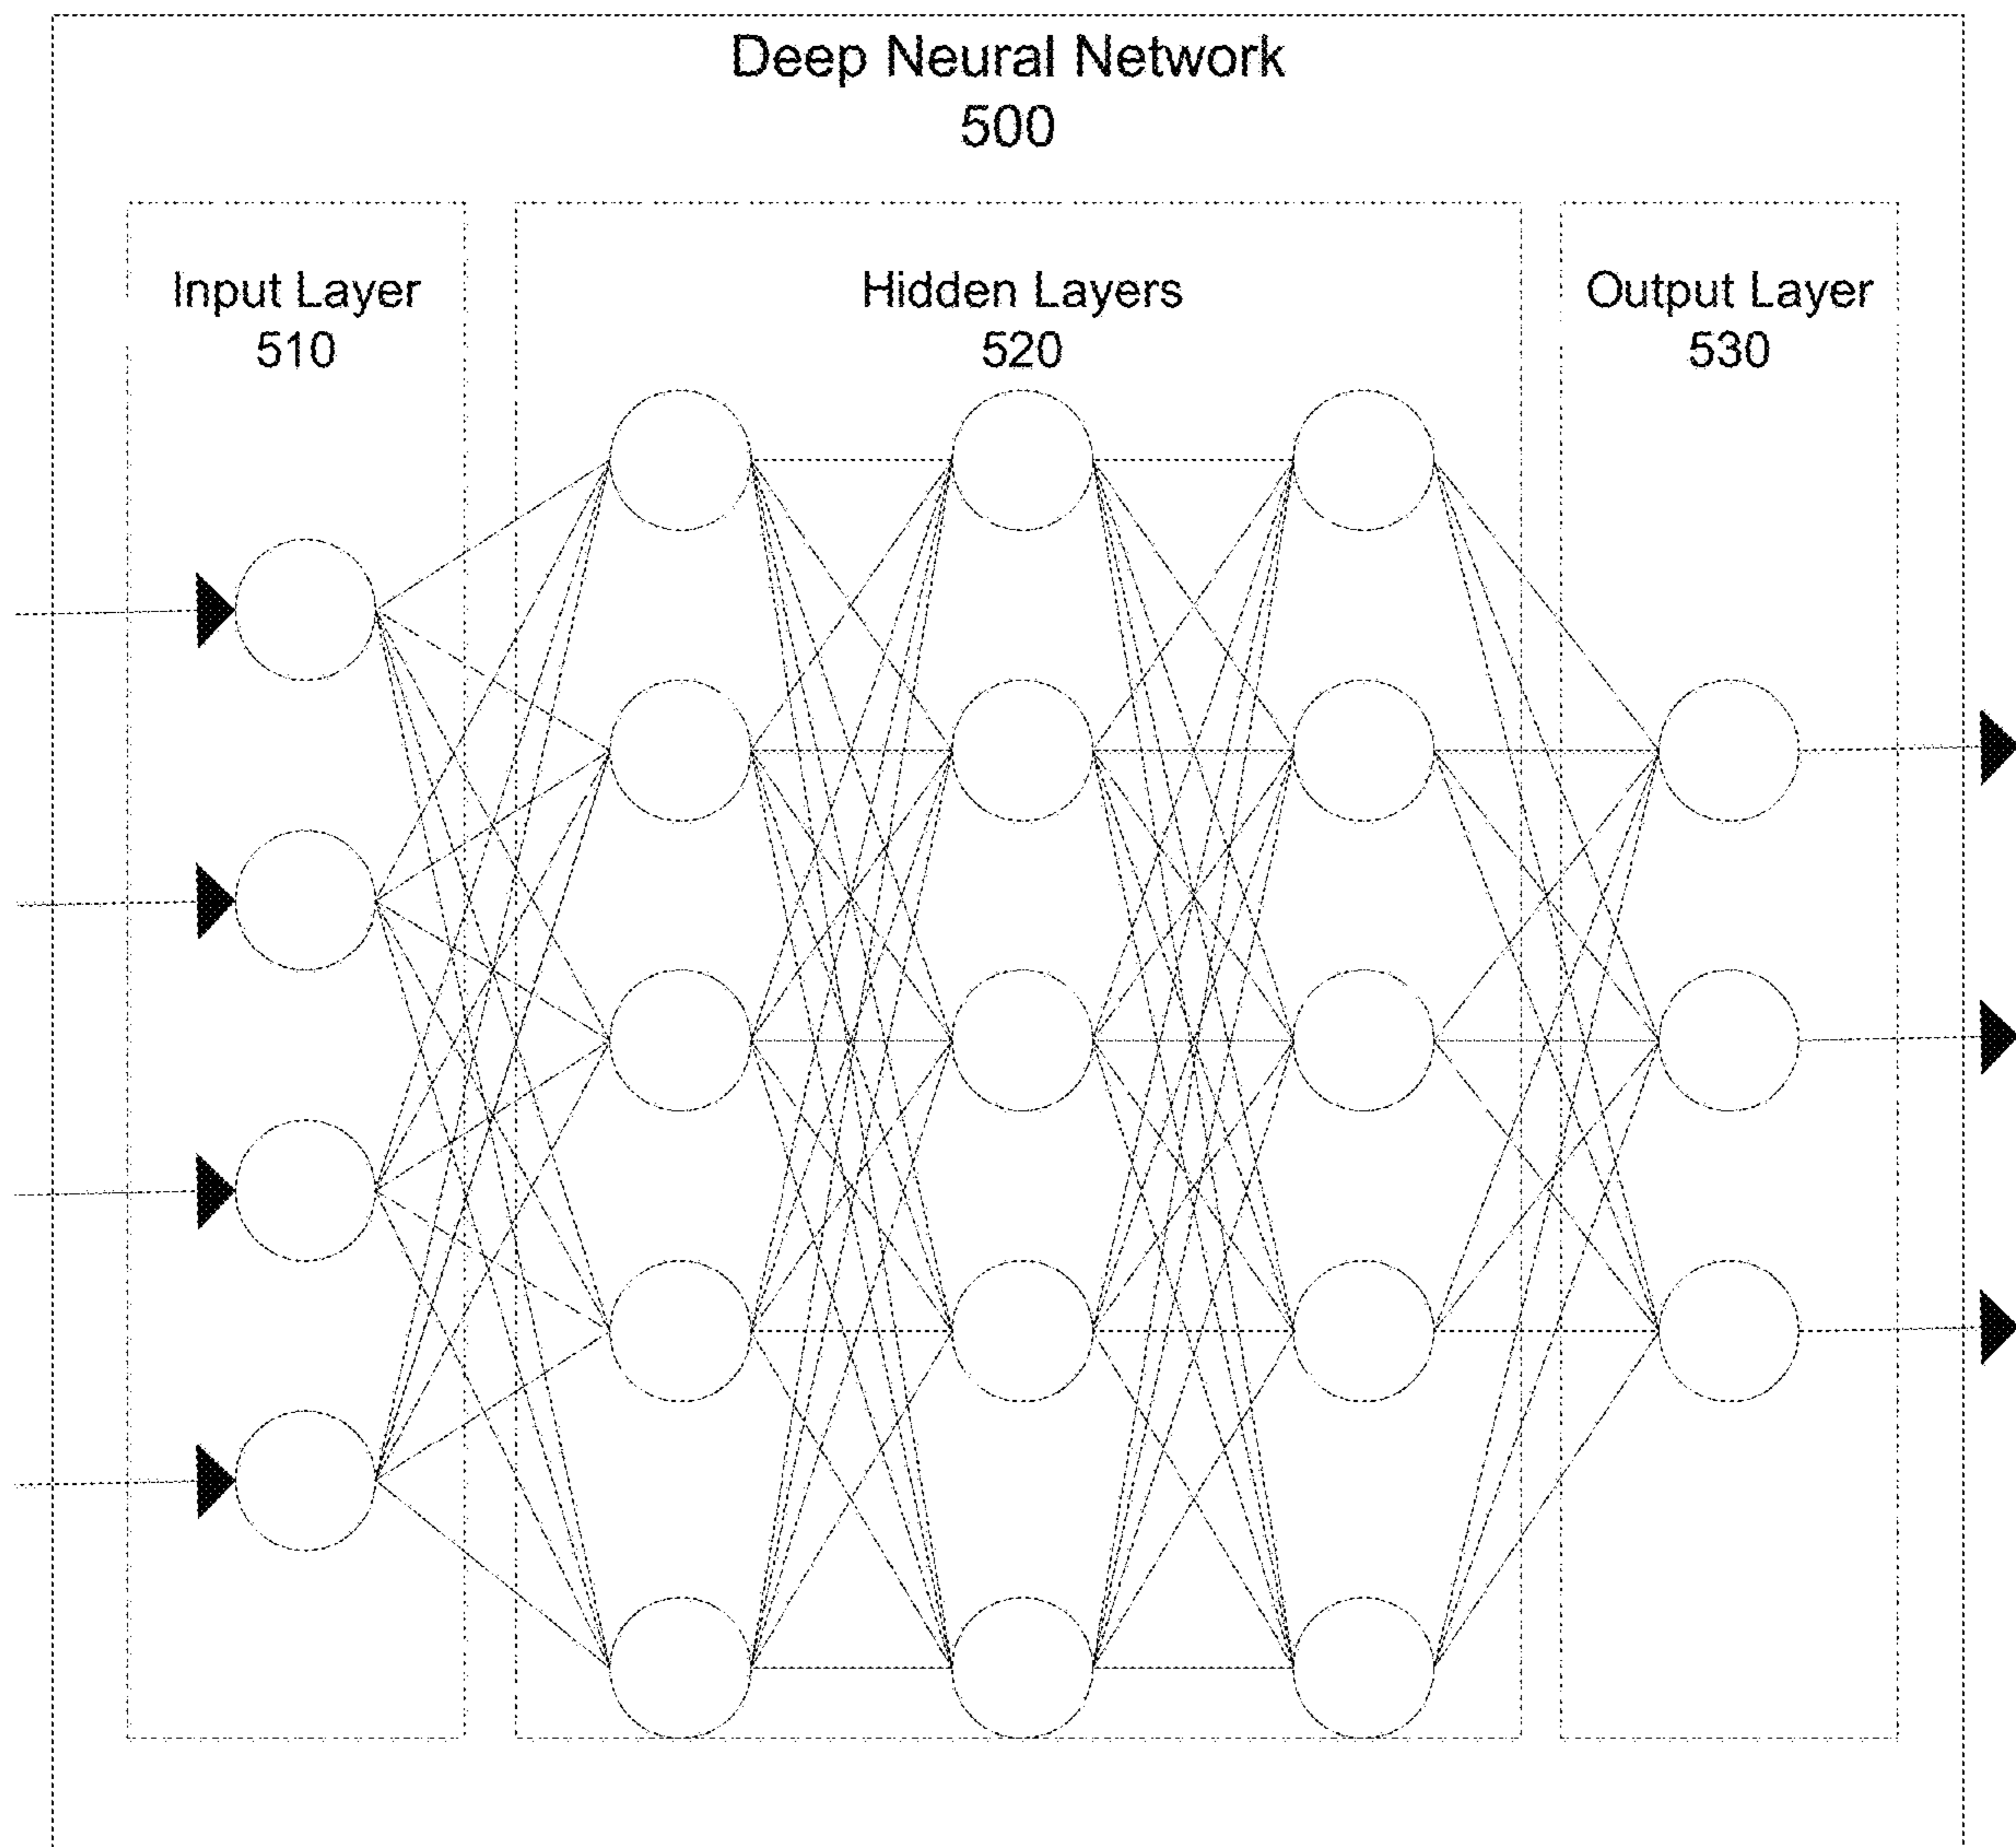 Deep Neural Network
500
Input Layer
510
Hidden Layers
520
Output Layer
530